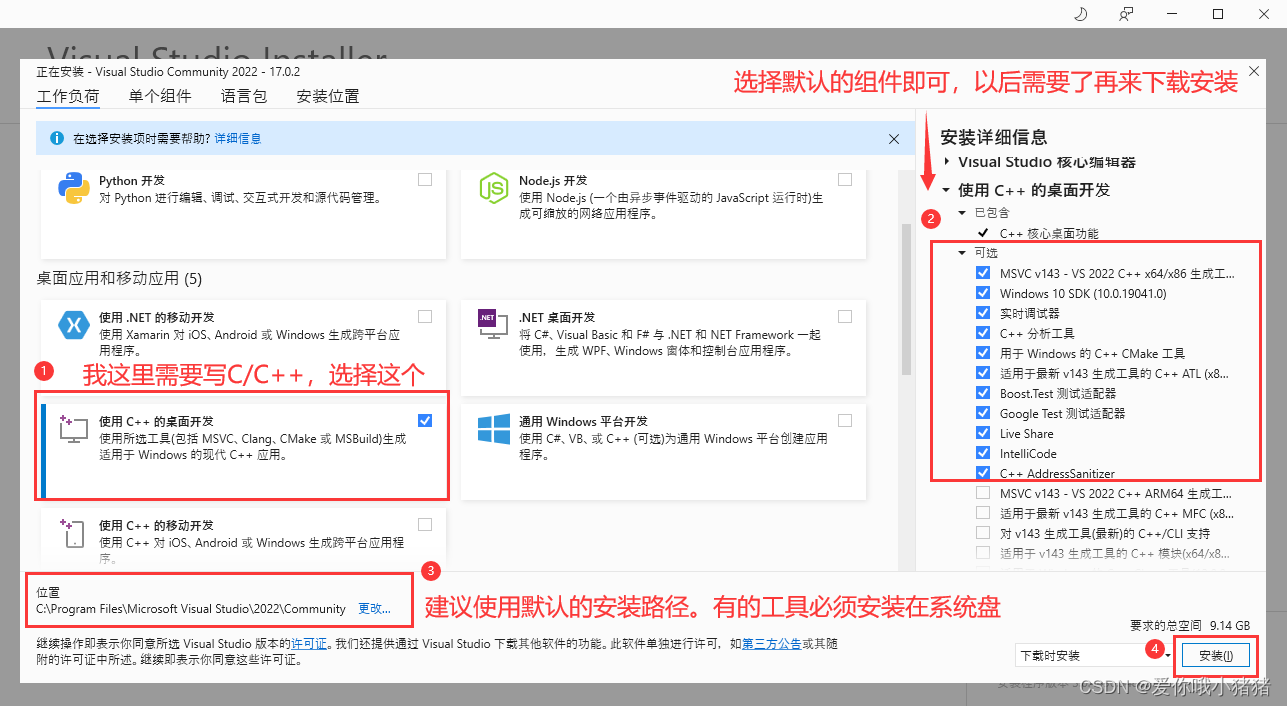 Visual Studio Installer
正在安装 - Visual Studio Community 2022 - 17.0.2
选择默认的组件即可，以后需要了再来下载安装
工作负荷 单个组件 语言包 安装位置
在选择安装项时需要帮助? 详细信息
Python 开发
对 Python 进行编辑、调试、交互式开发和源代码管理。
Node.js 开发
使用 Node.js (一个由异步事件驱动的 JavaScript 运行时)生
成可缩放的网络应用程序。
桌面应用和移动应用 (5)
使用 .NET 的移动开发
使用 Xamarin 对 iOS、Android 或 Windows 生成跨平台应
用程序。
.NET
.NET 桌面开发
将 C#、Visual Basic 和 F# 与 .NET 和 .NET Framework 一起
使用，生成 WPF、Windows 窗体和控制台应用程序。
1
我这里需要写C/C++，选择这个
使用 C++ 的桌面开发
使用所选工具(包括 MSVC、Clang、CMake 或 MSBuild)生成
适用于 Windows 的现代 C++ 应用。
通用 Windows 平台开发
使用 C#、VB、或 C++ (可选)为通用 Windows 平台创建应用
程序。
使用 C++ 的移动开发
使用 C++ 对 iOS、Android 或 Windows 生成跨平台应用程
序。
安装详细信息
Visual Studio 核心编辑器
使用 C++ 的桌面开发
2
已包含
C++ 核心桌面功能
可选
MSVC v143 - VS 2022 C++ x64/x86 生成工...
Windows 10 SDK (10.0.19041.0)
实时调试器
C++ 分析工具
用于 Windows 的 C++ CMake 工具
适用于最新 v143 生成工具的 C++ ATL (x8...
Boost.Test 测试适配器
Google Test 测试适配器
Live Share
IntelliCode
C++ AddressSanitizer
MSVC v143 - VS 2022 C++ ARM64 生成工...
适用于最新 v143 生成工具的 C++ MFC (x8...
对 v143 生成工具(最新)的 C++/CLI 支持
适用于 v143 生成工具的 C++ 模块(x64/x8...
3
位置
C:\Program Files\Microsoft Visual Studio\2022\Community 更改...
建议使用默认的安装路径。有的工具必须安装在系统盘
继续操作即表示你同意所选 Visual Studio 版本的许可证。我们还提供通过 Visual Studio 下载其他软件的功能。此软件单独进行许可，如第三方公告或其随
附的许可证中所述。继续即表示你同意这些许可证。
要求的总空间 9.14 GB
下载时安装
4
安装(I)
CSDN @爱你哦小猪猪